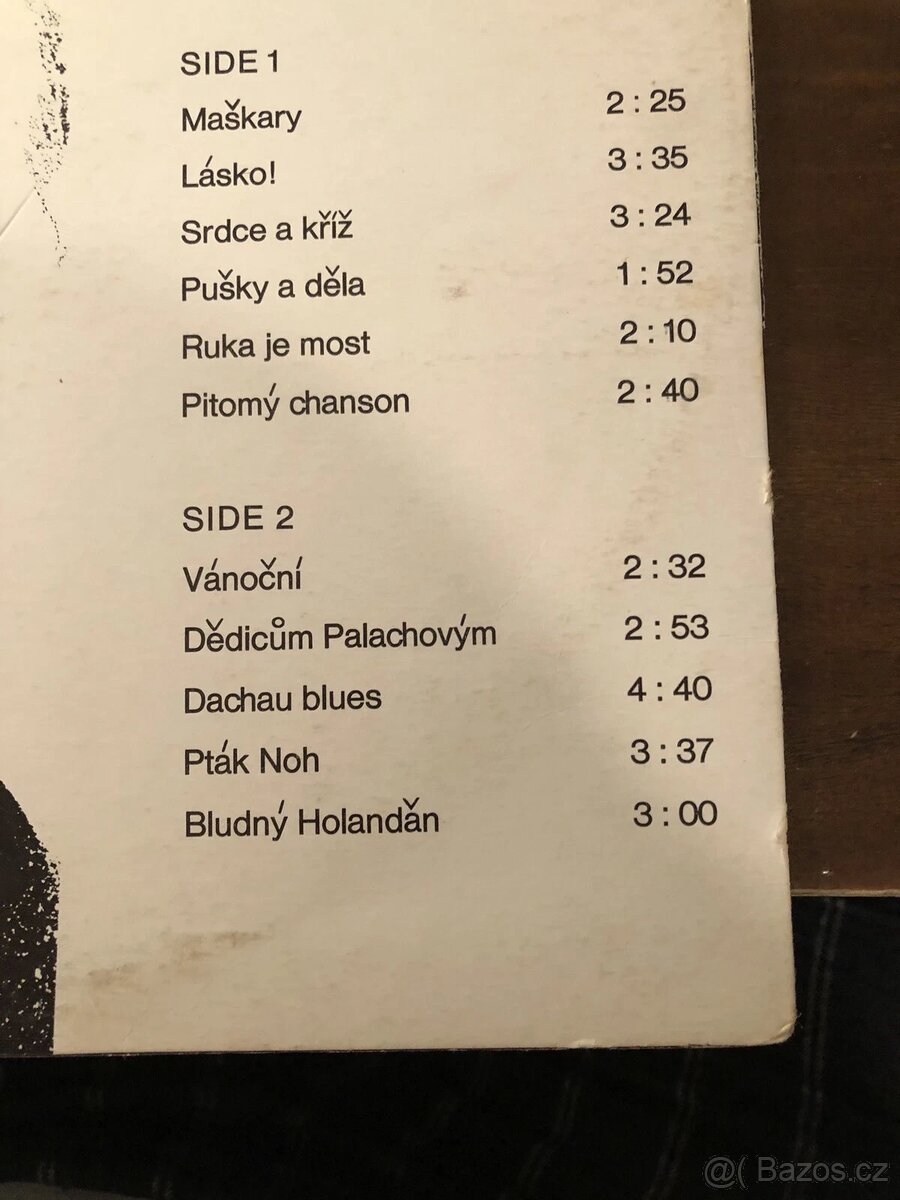 SIDE 1
Maškary 2:25
Lásko! 3:35
Srdce a kříž 3:24
Pušky a děla 1:52
Ruka je most 2:10
Pitomý chanson 2:40
SIDE 2
Vánoční 2:32
Dědicům Palachovým 2:53
Dachau blues 4:40
Pták Noh 3:37
Bludný Holanďǎn 3:00
@( Bazos.cz